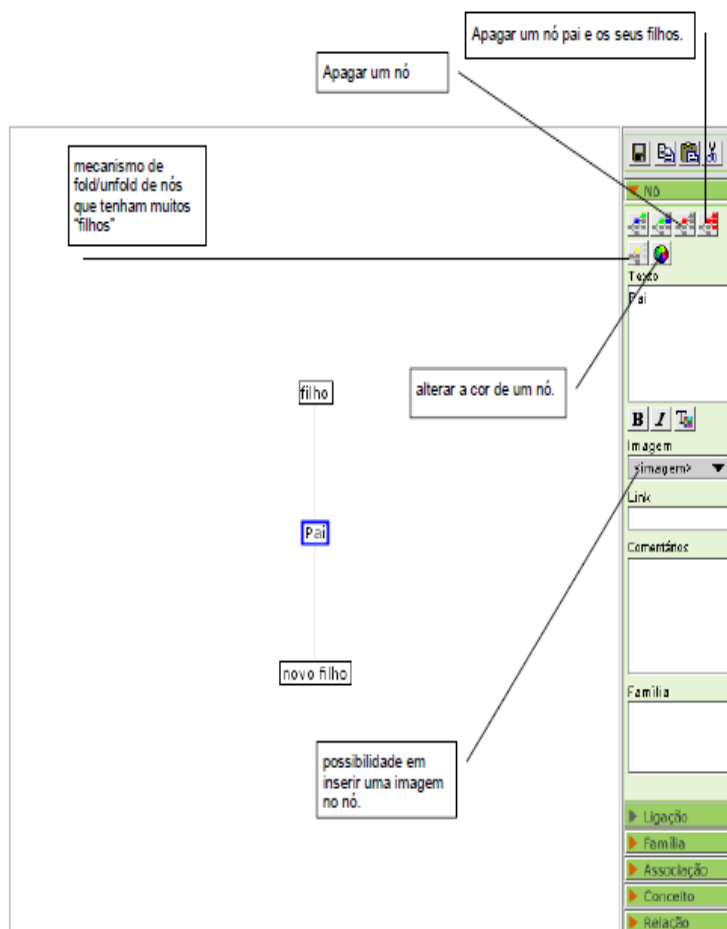 Apagar um nó pai e os seus filhos.
Apagar um nó
mecanismo de
fold/unfold de nós
que tenham muitos
"filhos"
Nó
Texto
Pai
alterar a cor de um nó.
filho
B I T
Imagem
<imagem>
Link
Pai
Comentários
novo filho
Família
possibilidade em
inserir uma imagem
no nó.
Ligação
Família
Associação
Conceito
Relação